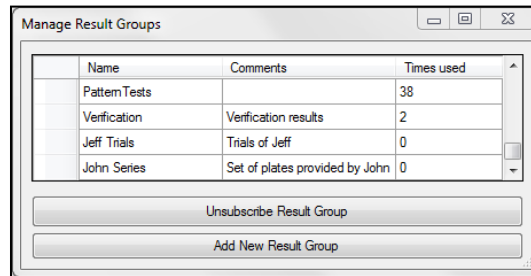 Manage Result Groups
Name Comments Times used
PatternTests 38
Verification Verification results 2
Jeff Trials Trials of Jeff 0
John Series Set of plates provided by John 0
Unsubscribe Result Group
Add New Result Group